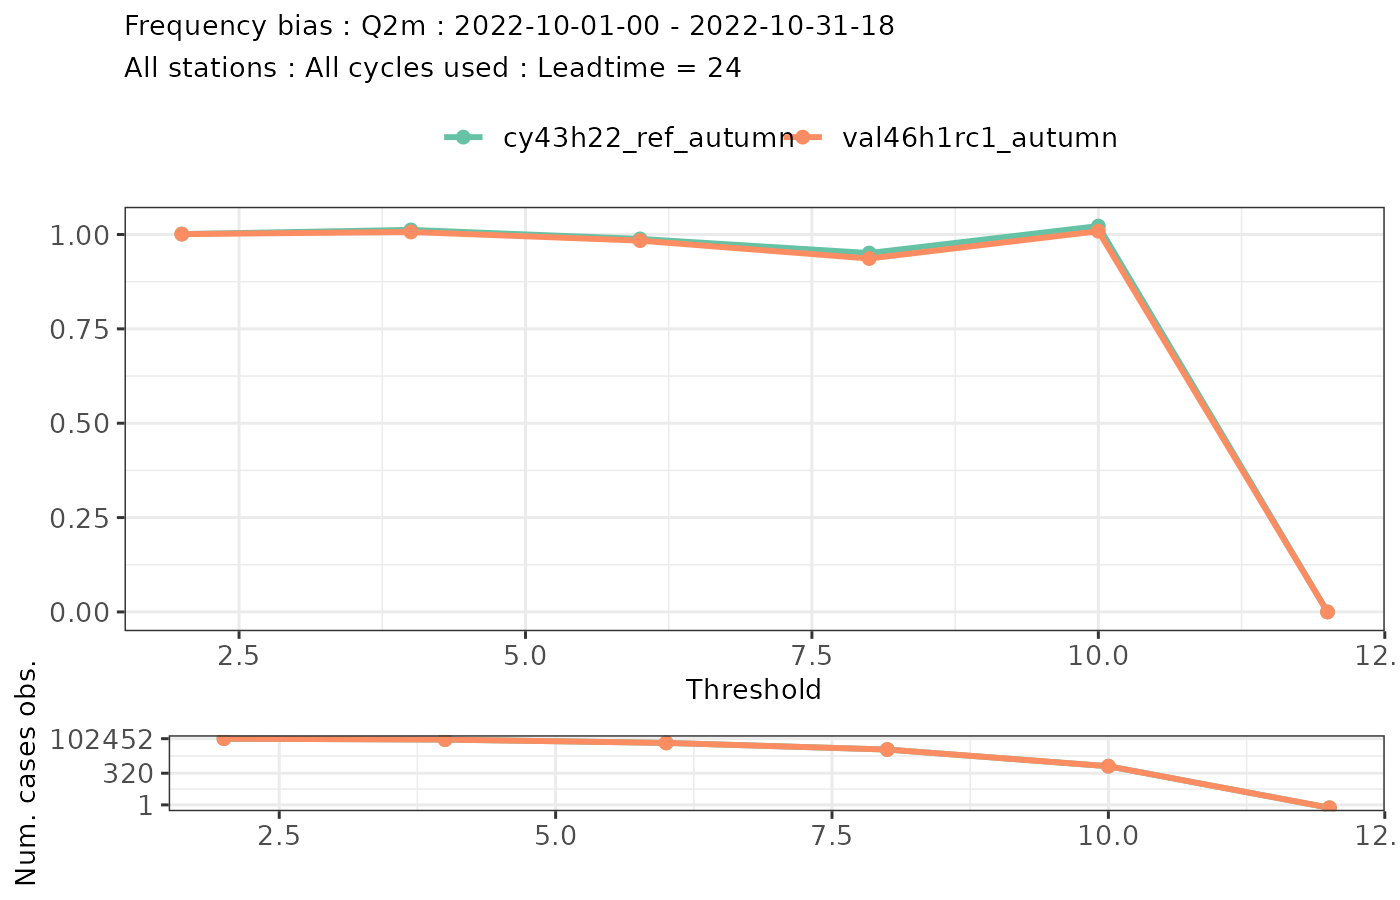 Frequency bias : Q2m : 2022-10-01-00 - 2022-10-31-18
All stations : All cycles used : Leadtime = 24
cy43h22_ref_autumn val46h1rc1_autumn
1.00
0.75
0.50
0.25
0.00
2.5 5.0 7.5 10.0 12.
Threshold
Num. cases obs.
102452
320
1
2.5 5.0 7.5 10.0 12.